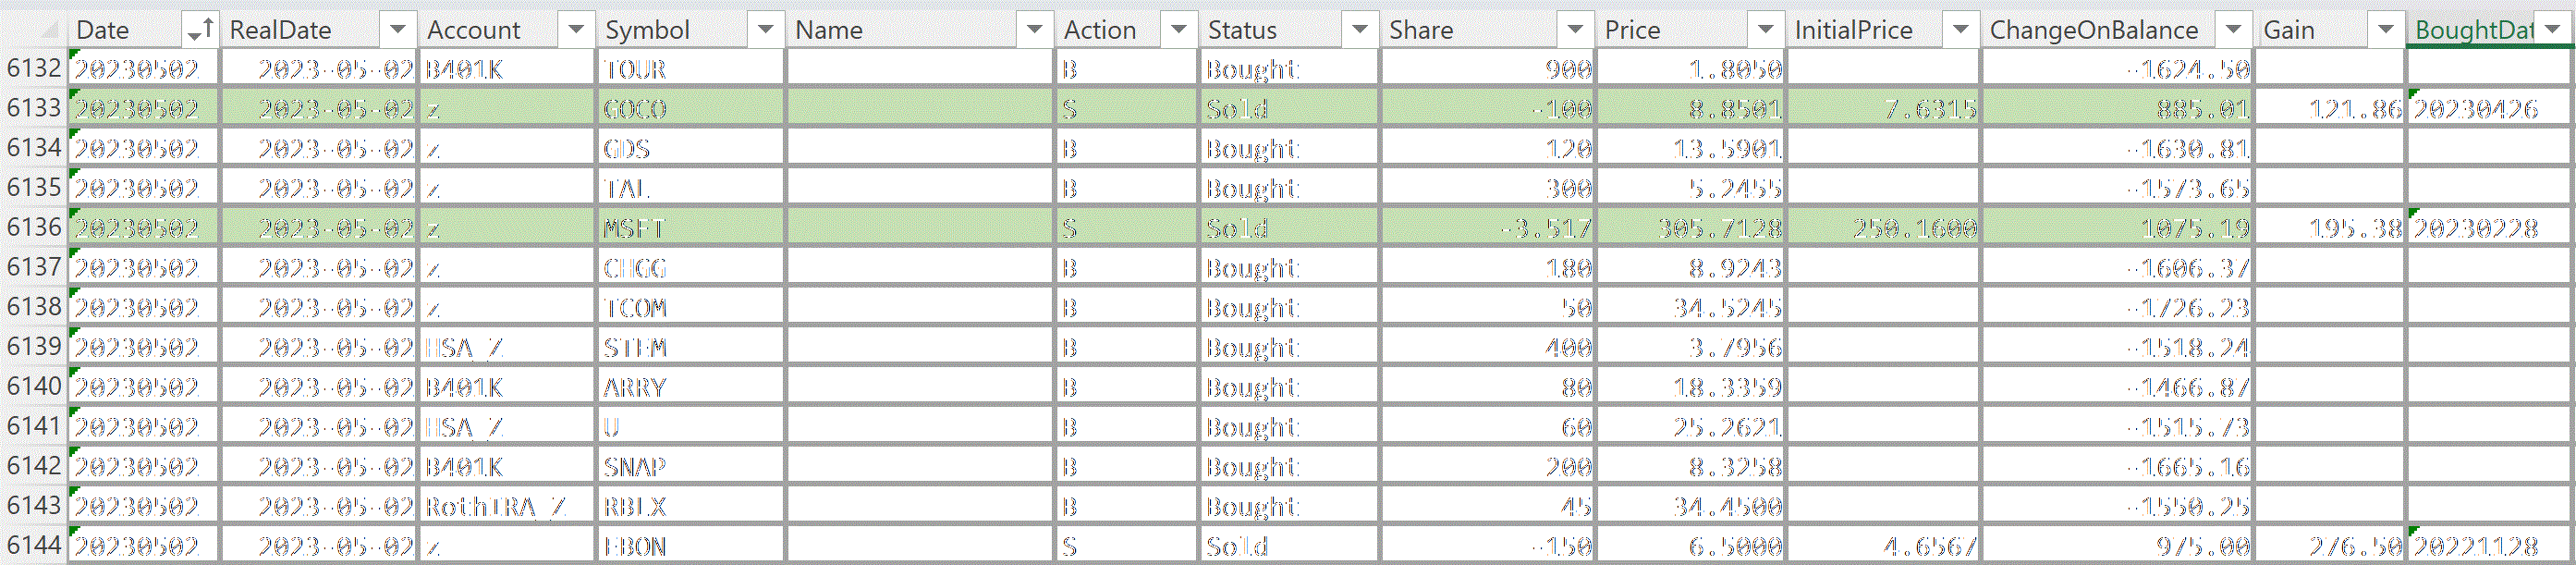 Date RealDate Account Symbol Name Action Status Share Price InitialPrice ChangeOnBalance Gain BoughtDat
6132 20230502 2023-05-02 B401K TOUR B Bought 900 1.8050 -1624.50
6133 20230502 2023-05-02 z GOCO S Sold -100 8.8501 7.6315 885.01 121.86 20230426
6134 20230502 2023-05-02 z GDS B Bought 120 13.5901 -1630.81
6135 20230502 2023-05-02 z TAL B Bought 300 5.2455 -1573.65
6136 20230502 2023-05-02 z MSFT S Sold -3.517 305.7128 250.1600 1075.19 195.38 20230228
6137 20230502 2023-05-02 z CHGG B Bought 180 8.9243 -1606.37
6138 20230502 2023-05-02 z TCOM B Bought 50 34.5245 -1726.23
6139 20230502 2023-05-02 HSA_Z STEM B Bought 400 3.7956 -1518.24
6140 20230502 2023-05-02 B401K ARRY B Bought 80 18.3359 -1466.87
6141 20230502 2023-05-02 HSA_Z U B Bought 60 25.2621 -1515.73
6142 20230502 2023-05-02 B401K SNAP B Bought 200 8.3258 -1665.16
6143 20230502 2023-05-02 RothIRA_Z RBLX B Bought 45 34.4500 -1550.25
6144 20230502 2023-05-02 z EBON S Sold -150 6.5000 4.6567 975.00 276.50 20221128